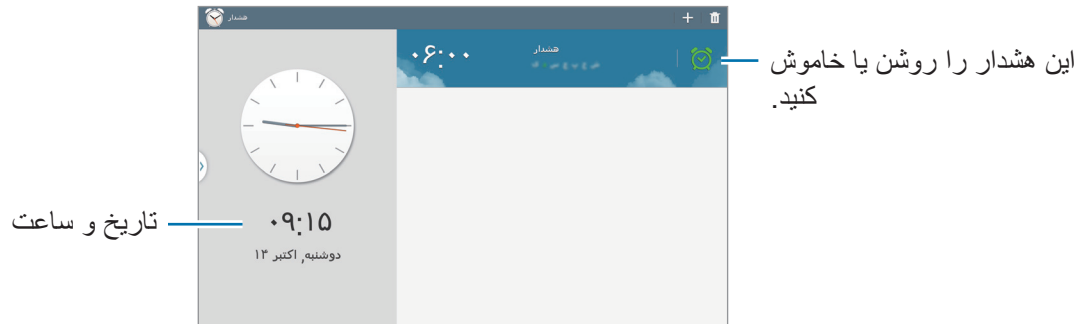 هشدار
۰۶:۰۰
هشدار
این هشدار را روشن یا خاموش
کنید.
۰۹:۱۵
تاریخ و ساعت
دوشنبه, اکتبر ۱۴